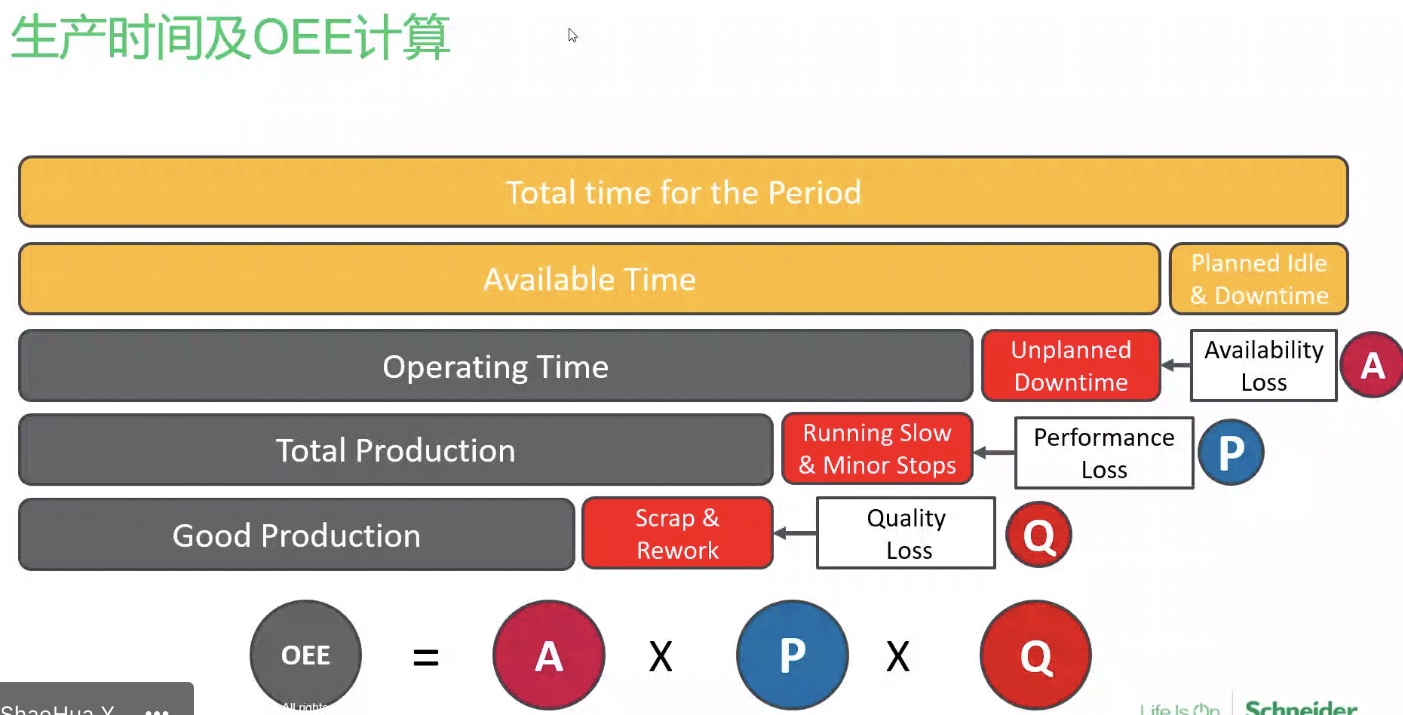 生产时间及OEE计算
Total time for the Period
Available Time
Planned Idle
& Downtime
Operating Time
Unplanned
Downtime
Availability
Loss
A
Total Production
Running Slow
& Minor Stops
Performance
Loss
P
Good Production
Scrap &
Rework
Quality
Loss
Q
OEE = A X P X Q
All rights
ShaoHua Y... •••
Life Is On
Schneider